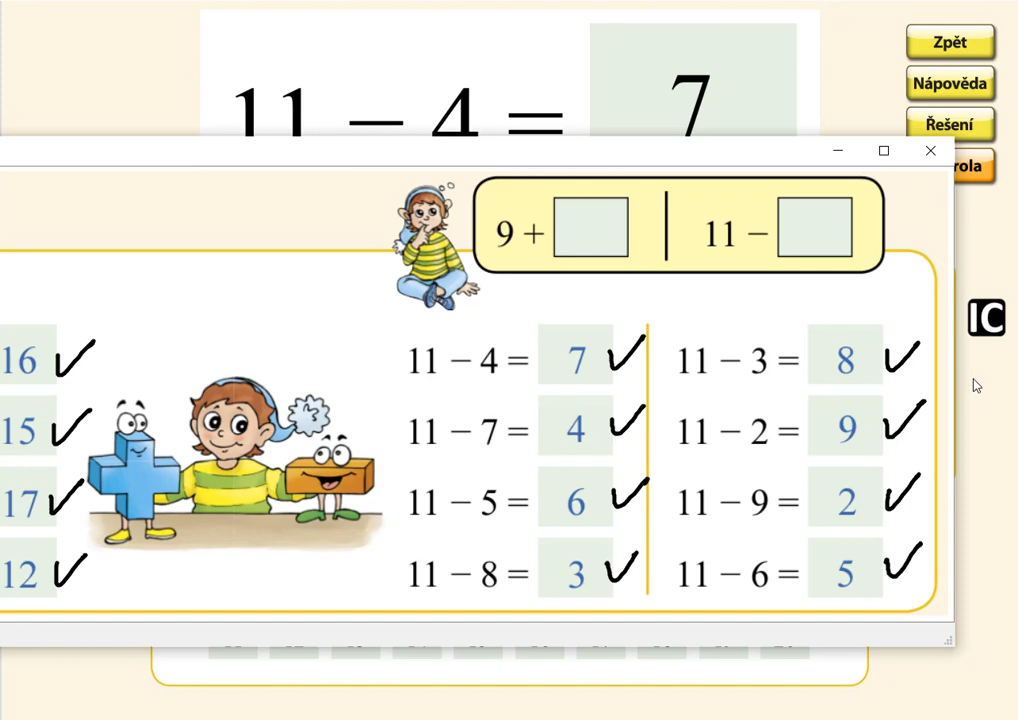 11 − 4 = 7
Zpět
Nápověda
Řešení
rola
9 + | 11 −
IC
16 ✓ 11 − 4 = 7 ✓ 11 − 3 = 8 ✓
15 ✓ 11 − 7 = 4 ✓ 11 − 2 = 9 ✓
17 ✓ 11 − 5 = 6 ✓ 11 − 9 = 2 ✓
12 ✓ 11 − 8 = 3 ✓ 11 − 6 = 5 ✓